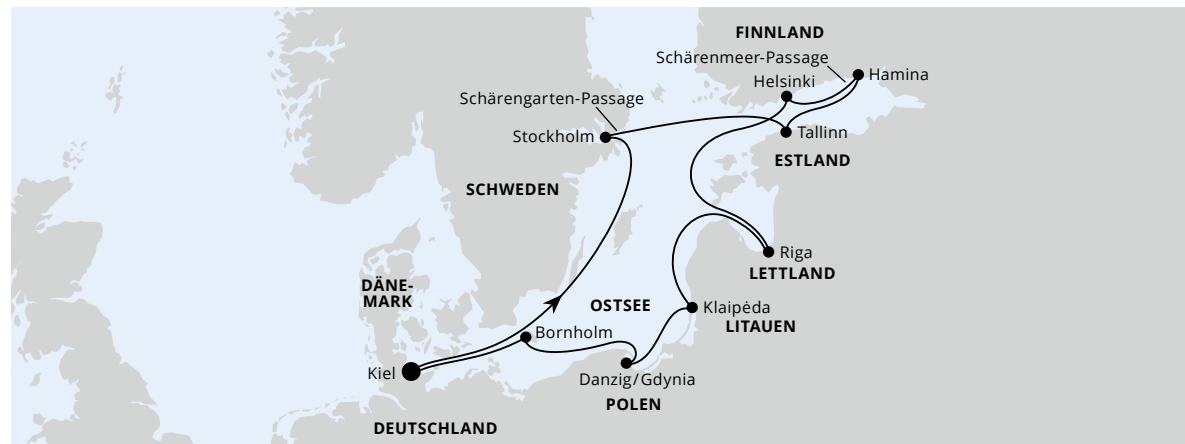 FINNLAND
Schärenmeer-Passage
Hamina
Helsinki
Schärengarten-Passage
Stockholm
Tallinn
ESTLAND
SCHWEDEN
Riga
LETTLAND
DÄNE-
MARK
OSTSEE
Klaipėda
LITAUEN
Bornholm
Kiel
Danzig/Gdynia
POLEN
DEUTSCHLAND